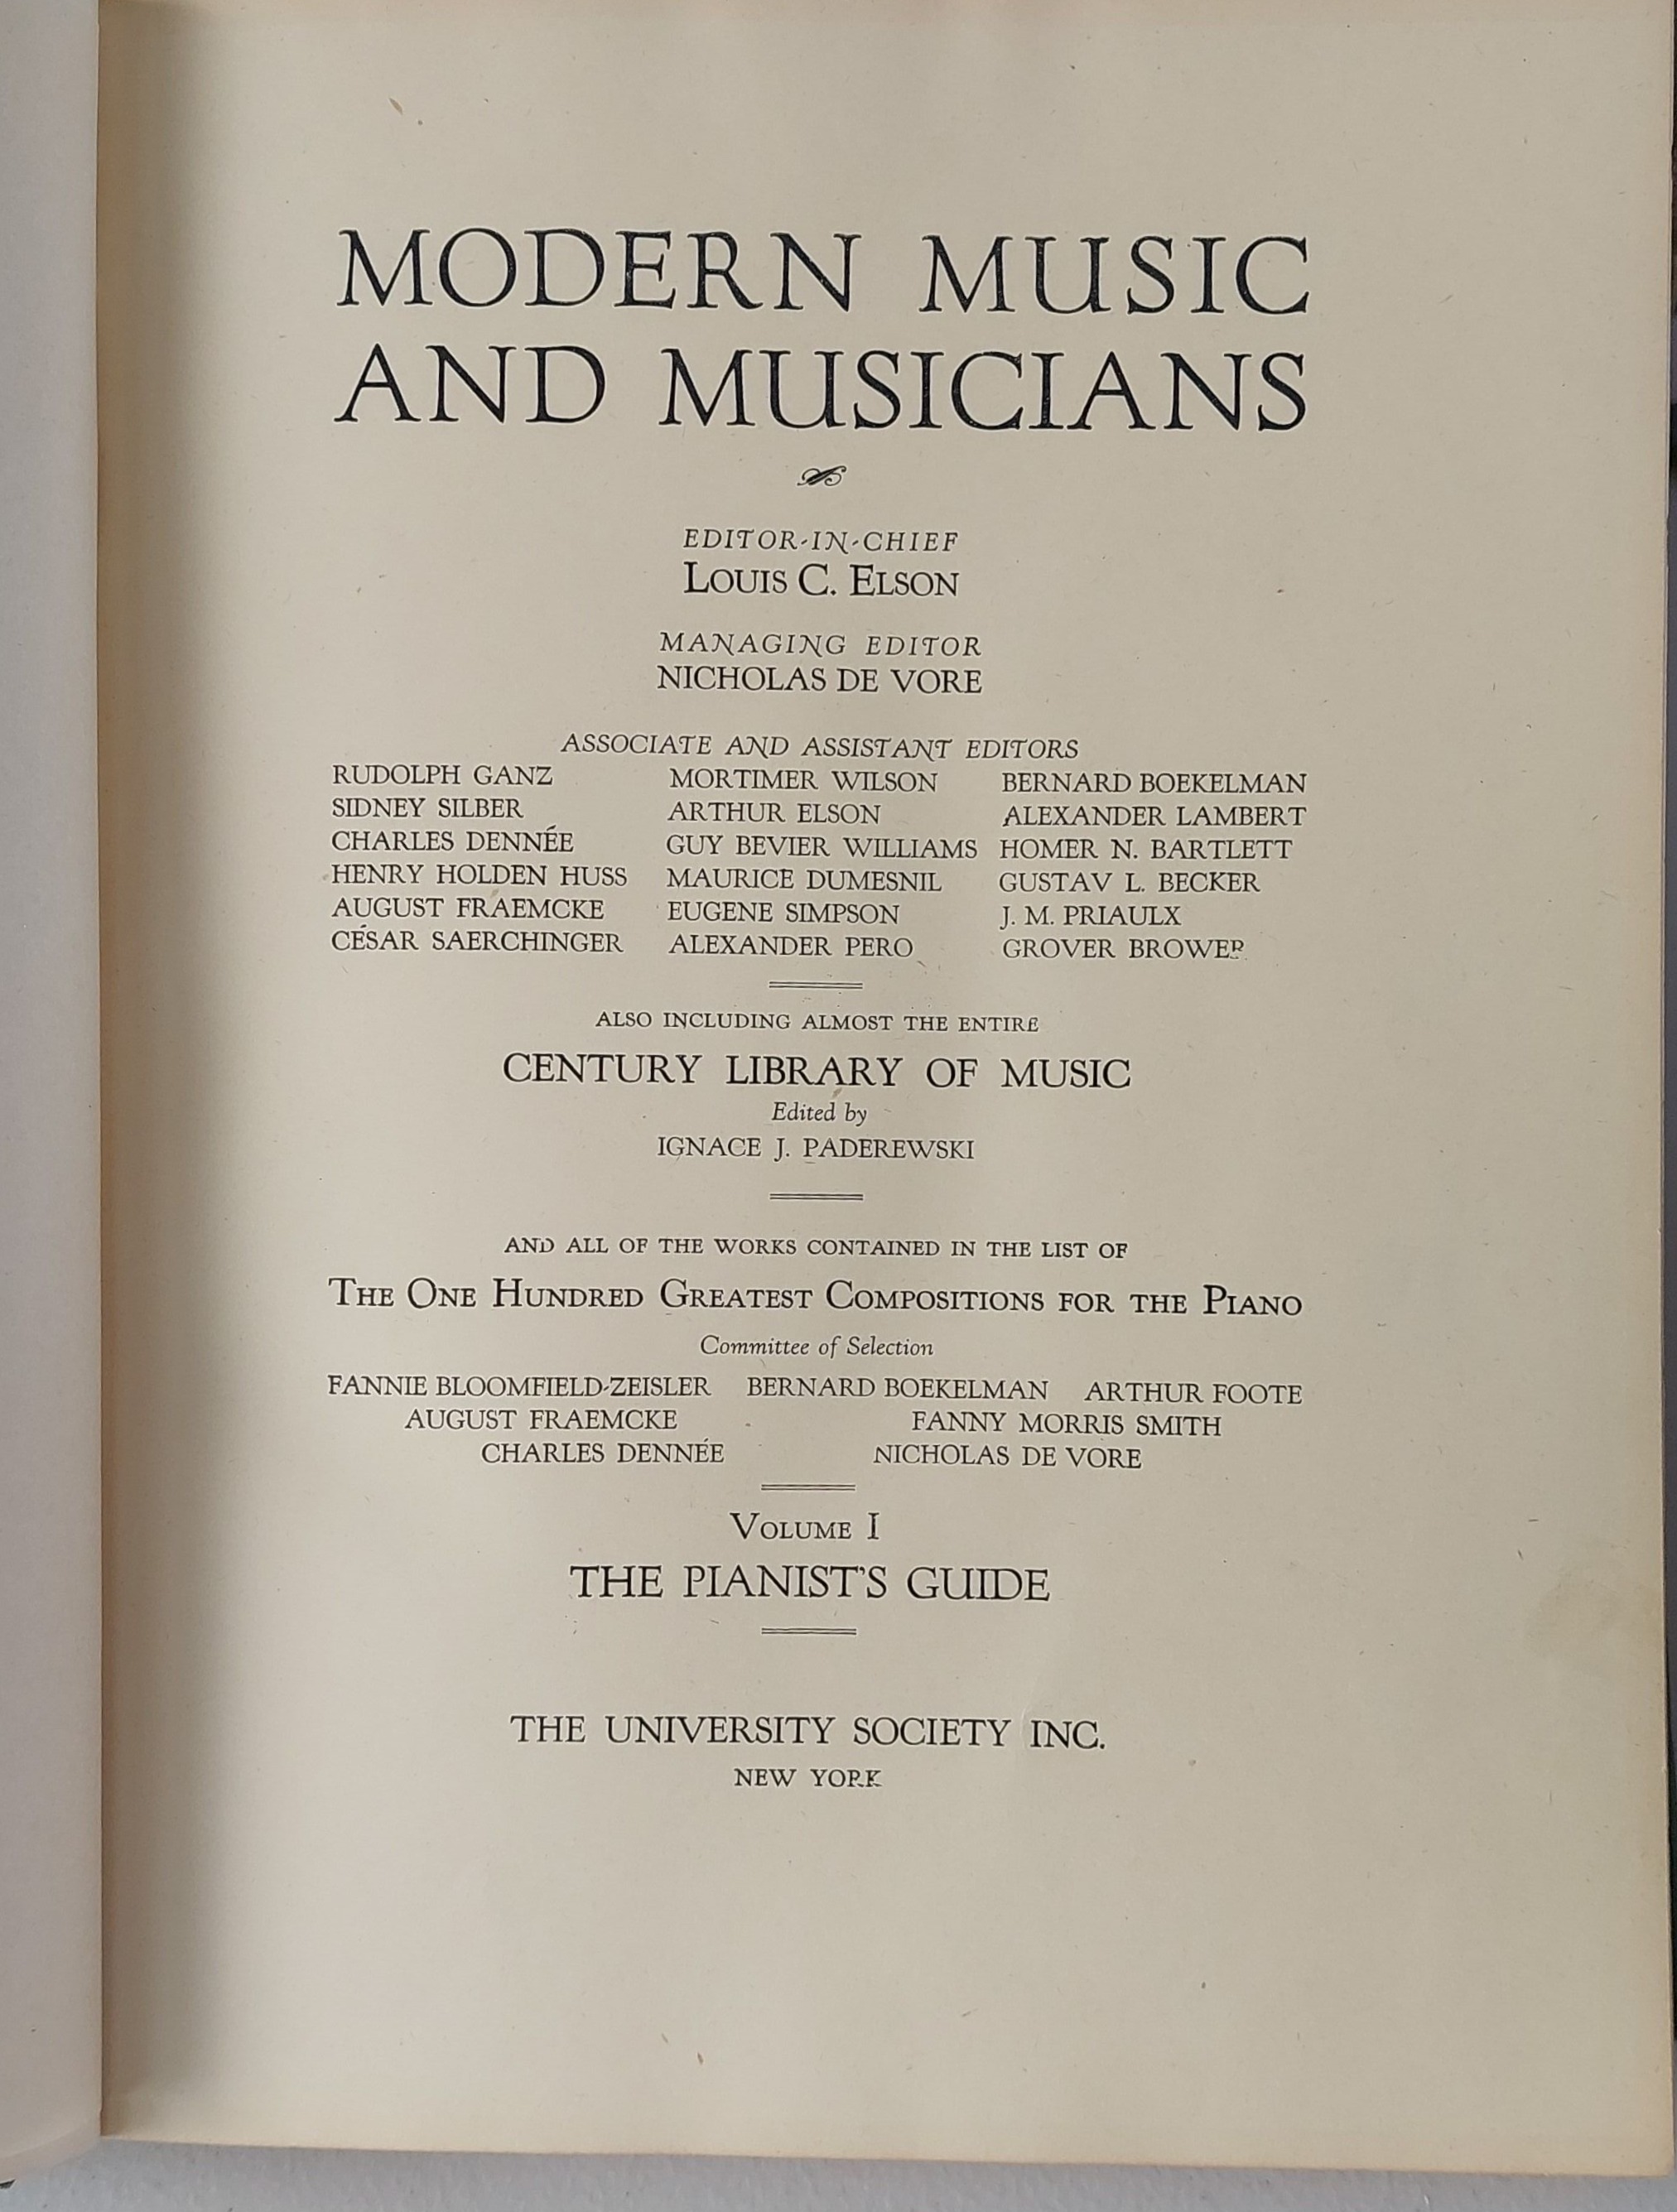 MODERN MUSIC
AND MUSICIANS
EDITOR-IN-CHIEF
LOUIS C. ELSON
MANAGING EDITOR
NICHOLAS DE VORE
ASSOCIATE AND ASSISTANT EDITORS
RUDOLPH GANZ MORTIMER WILSON BERNARD BOEKELMAN
SIDNEY SILBER ARTHUR ELSON ALEXANDER LAMBERT
CHARLES DENNÉE GUY BEVIER WILLIAMS HOMER N. BARTLETT
HENRY HOLDEN HUSS MAURICE DUMESNIL GUSTAV L. BECKER
AUGUST FRAEMCKE EUGENE SIMPSON J. M. PRIAULX
CÉSAR SAERCHINGER ALEXANDER PERO GROVER BROWER
ALSO INCLUDING ALMOST THE ENTIRE
CENTURY LIBRARY OF MUSIC
Edited by
IGNACE J. PADEREWSKI
AND ALL OF THE WORKS CONTAINED IN THE LIST OF
THE ONE HUNDRED GREATEST COMPOSITIONS FOR THE PIANO
Committee of Selection
FANNIE BLOOMFIELD-ZEISLER BERNARD BOEKELMAN ARTHUR FOOTE
AUGUST FRAEMCKE FANNY MORRIS SMITH
CHARLES DENNÉE NICHOLAS DE VORE
VOLUME I
THE PIANIST'S GUIDE
THE UNIVERSITY SOCIETY INC.
NEW YORK